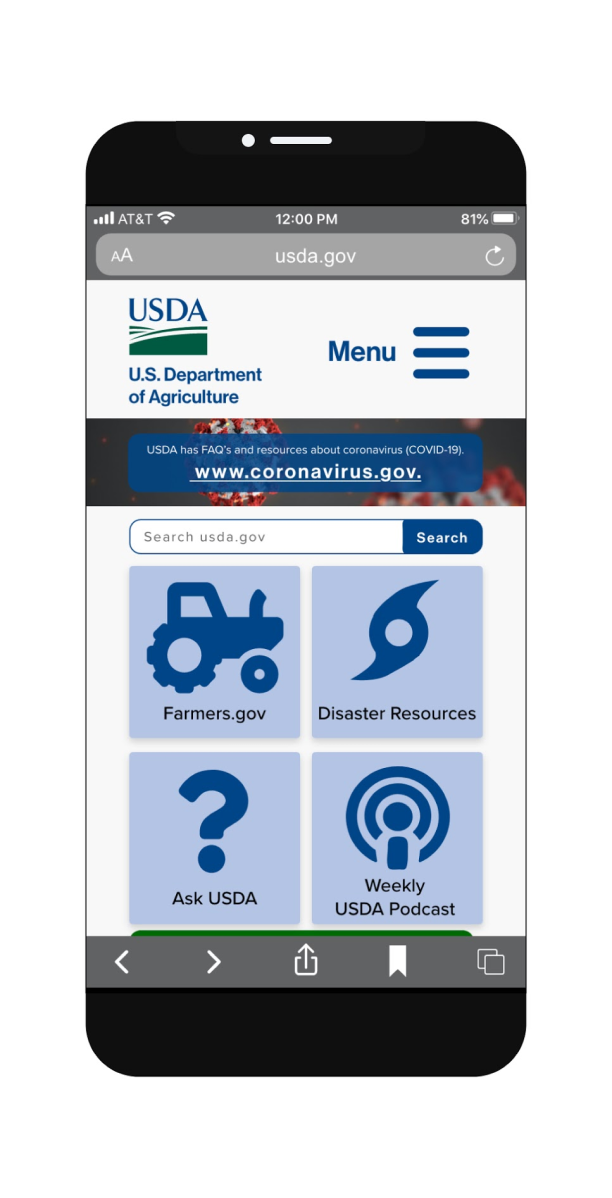 AT&T 12:00 PM 81%
AA usda.gov
USDA
U.S. Department
of Agriculture
Menu
USDA has FAQ's and resources about coronavirus (COVID-19).
www.coronavirus.gov.
Search usda.gov Search
Farmers.gov Disaster Resources
Ask USDA
Weekly
USDA Podcast